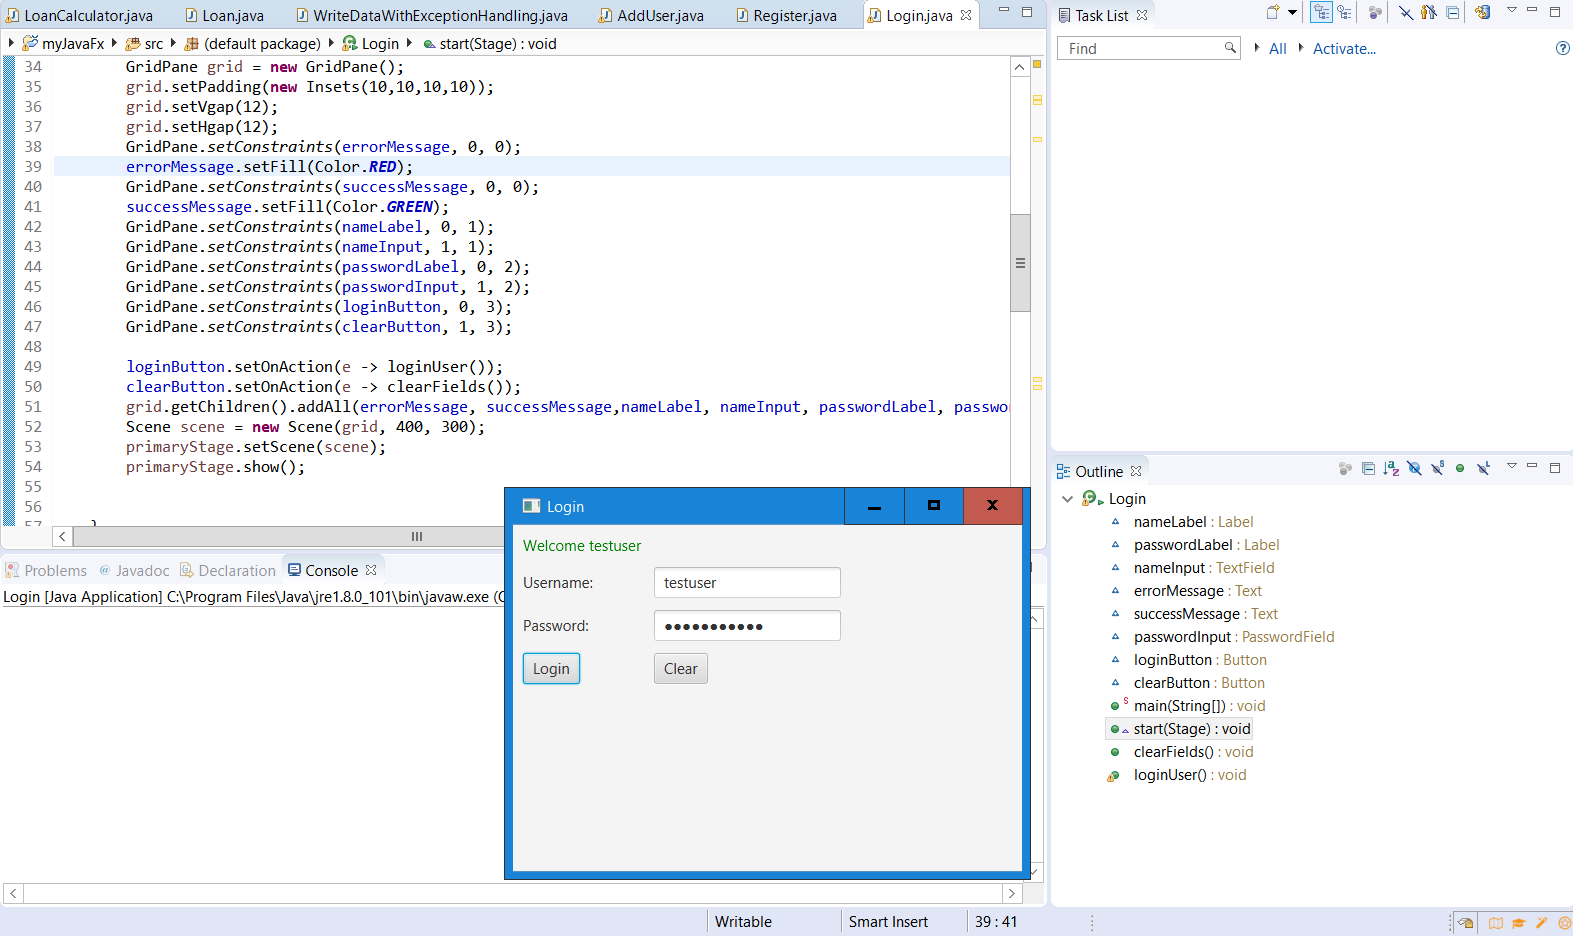 LoanCalculator.java Loan.java WriteDataWithExceptionHandling.java AddUser.java Register.java Login.java
myJavaFx src (default package) Login start(Stage) : void
34 GridPane grid = new GridPane();
35 grid.setPadding(new Insets(10,10,10,10));
36 grid.setVgap(12);
37 grid.setHgap(12);
38 GridPane.setConstraints(errorMessage, 0, 0);
39 errorMessage.setFill(Color.RED);
40 GridPane.setConstraints(successMessage, 0, 0);
41 successMessage.setFill(Color.GREEN);
42 GridPane.setConstraints(nameLabel, 0, 1);
43 GridPane.setConstraints(nameInput, 1, 1);
44 GridPane.setConstraints(passwordLabel, 0, 2);
45 GridPane.setConstraints(passwordInput, 1, 2);
46 GridPane.setConstraints(loginButton, 0, 3);
47 GridPane.setConstraints(clearButton, 1, 3);
48
49 loginButton.setOnAction(e -> loginUser());
50 clearButton.setOnAction(e -> clearFields());
51 grid.getChildren().addAll(errorMessage, successMessage,nameLabel, nameInput, passwordLabel, passwo
52 Scene scene = new Scene(grid, 400, 300);
53 primaryStage.setScene(scene);
54 primaryStage.show();
55
56
57 }
Problems @ Javadoc Declaration Console
Login [Java Application] C:\Program Files\Java\jre1.8.0_101\bin\javaw.exe (
Login
Welcome testuser
Username: testuser
Password: ●●●●●●●●●●●
Login Clear
Task List
Find All Activate...
Outline
Login
nameLabel : Label
passwordLabel : Label
nameInput : TextField
errorMessage : Text
successMessage : Text
passwordInput : PasswordField
loginButton : Button
clearButton : Button
main(String[]) : void
start(Stage) : void
clearFields() : void
loginUser() : void
Writable Smart Insert 39 : 41